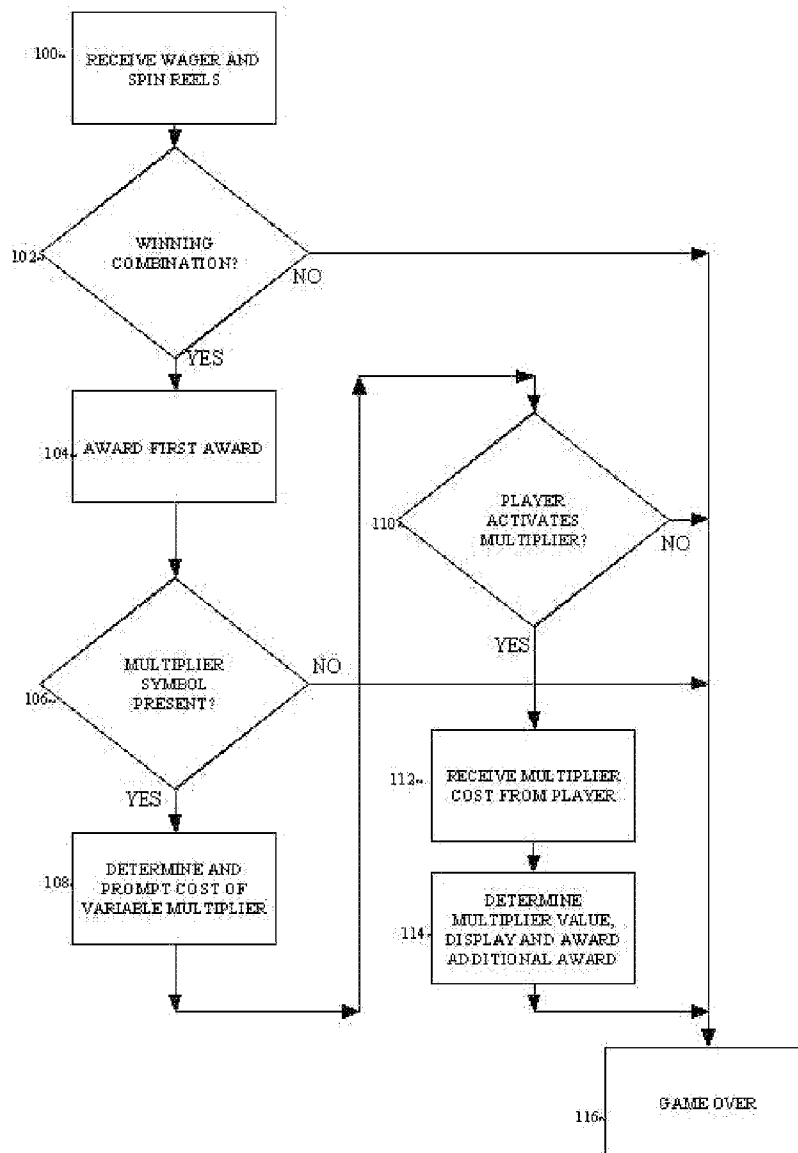 100
RECEIVE WAGER AND
SPIN REELS
102
WINNING
COMBINATION?
NO
YES
104
AWARD FIRST AWARD
106
MULTIPLIER
SYMBOL
PRESENT?
NO
YES
108
DETERMINE AND
PROMPT COST OF
VARIABLE MULTIPLIER
110
PLAYER
ACTIVATES
MULTIPLIER?
NO
YES
112
RECEIVE MULTIPLIER
COST FROM PLAYER
114
DETERMINE
MULTIPLIER VALUE,
DISPLAY AND AWARD
ADDITIONAL AWARD
116
GAME OVER